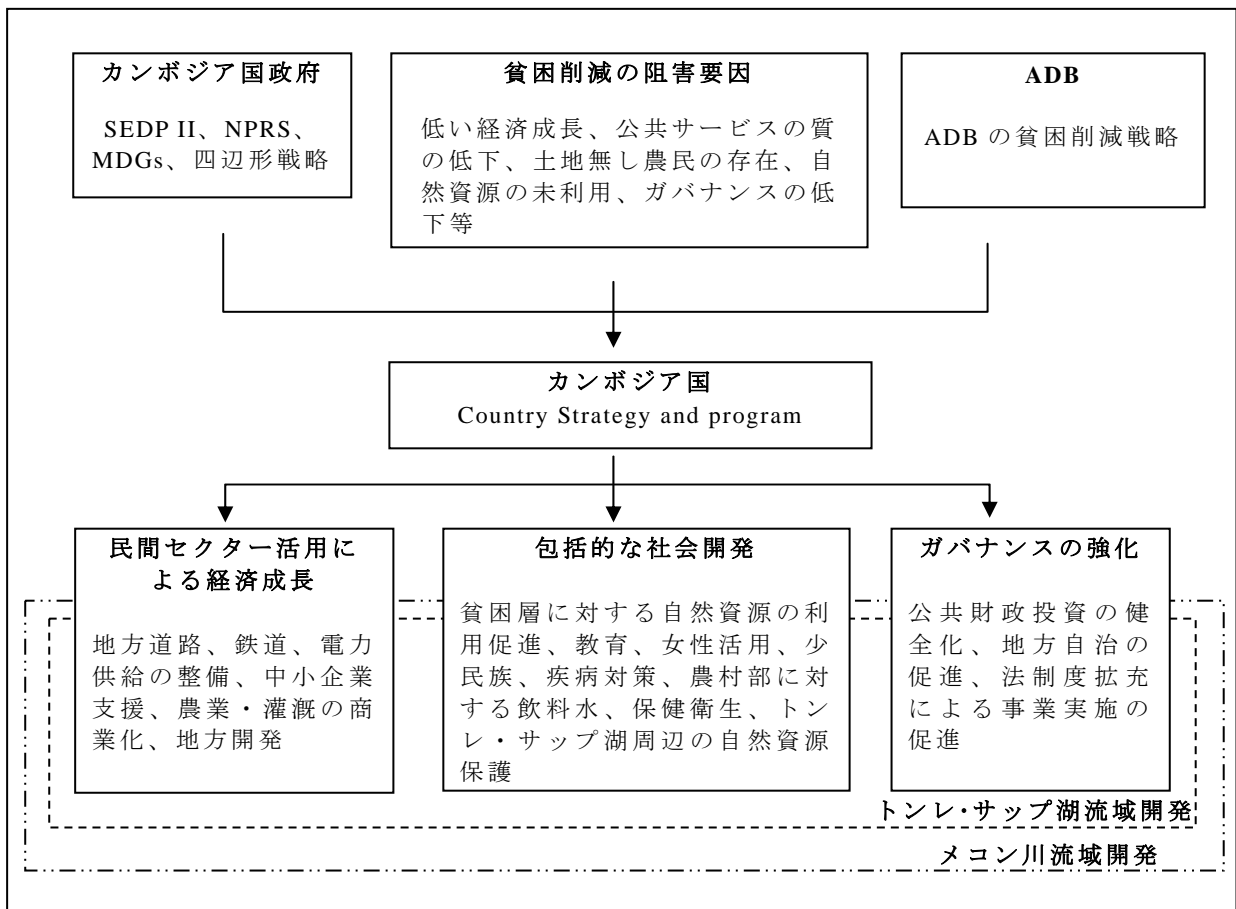 カンボジア国政府
SEDP II、NPRS、
MDGs、四辺形戦略
貧困削減の阻害要因
低い経済成長、公共サービスの質
の低下、土地無し農民の存在、自
然資源の未利用、ガバナンスの低
下等
ADB
ADB の貧困削減戦略
カンボジア国
Country Strategy and program
民間セクター活用に
よる経済成長
地方道路、鉄道、電力
供給の整備、中小企業
支援、農業・灌漑の商
業化、地方開発
包括的な社会開発
貧困層に対する自然資源の利
用促進、教育、女性活用、少
民族、疾病対策、農村部に対
する飲料水、保健衛生、トン
レ・サップ湖周辺の自然資源
保護
ガバナンスの強化
公共財政投資の健
全化、地方自治の
促進、法制度拡充
による事業実施の
促進
トンレ・サップ湖流域開発
メコン川流域開発